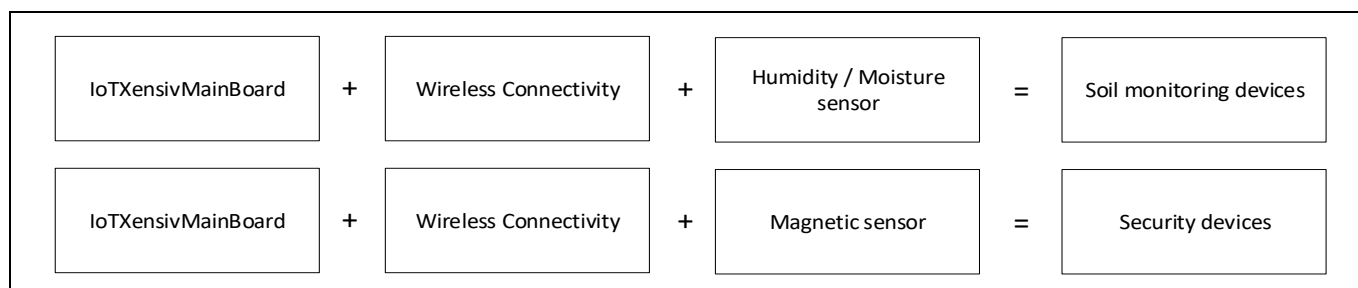 IoTXensivMainBoard + Wireless Connectivity + Humidity / Moisture sensor = Soil monitoring devices
IoTXensivMainBoard + Wireless Connectivity + Magnetic sensor = Security devices